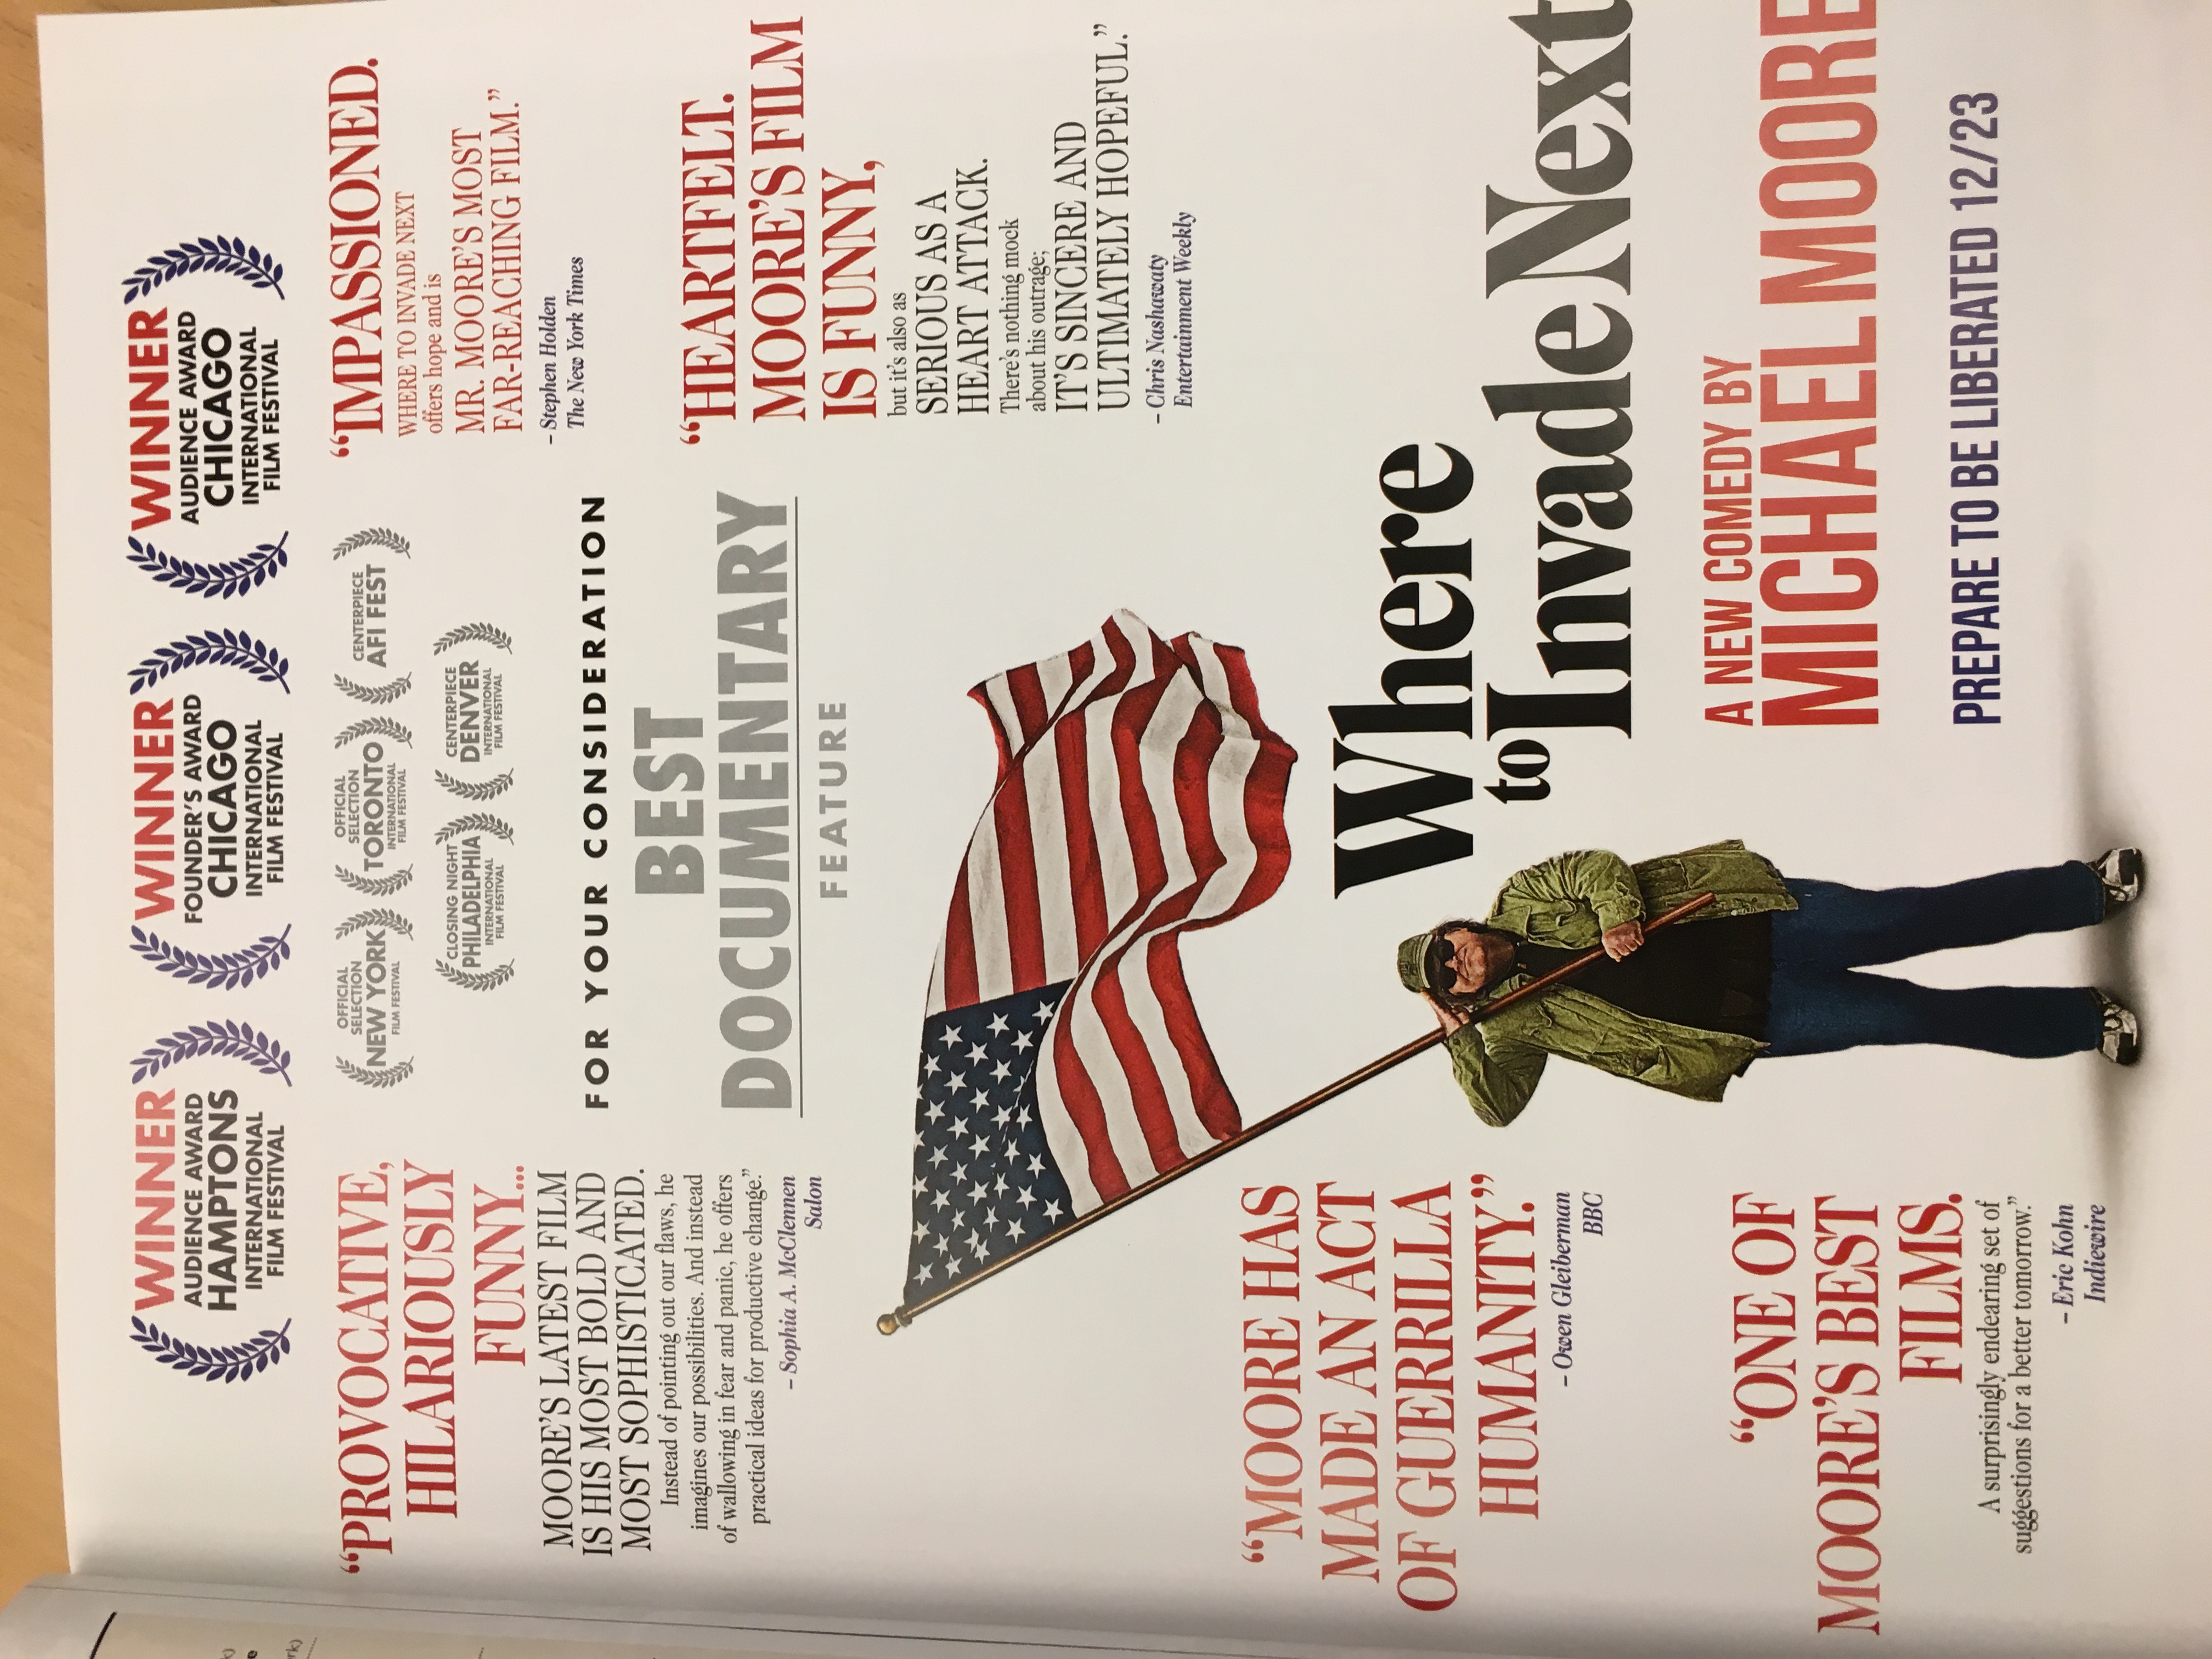 WINNER
AUDIENCE AWARD
HAMPTONS
INTERNATIONAL
FILM FESTIVAL
WINNER
FOUNDER'S AWARD
CHICAGO
INTERNATIONAL
FILM FESTIVAL
WINNER
AUDIENCE AWARD
CHICAGO
INTERNATIONAL
FILM FESTIVAL
OFFICIAL
SELECTION
NEW YORK
FILM FESTIVAL
OFFICIAL
SELECTION
TORONTO
INTERNATIONAL
FILM FESTIVAL
CENTERPIECE
AFI FEST
CLOSING NIGHT
PHILADELPHIA
INTERNATIONAL
FILM FESTIVAL
CENTERPIECE
DENVER
INTERNATIONAL
FILM FESTIVAL
"PROVOCATIVE,
HILARIOUSLY
FUNNY...
MOORE'S LATEST FILM
IS HIS MOST BOLD AND
MOST SOPHISTICATED.
Instead of pointing out our flaws, he
imagines our possibilities. And instead
of wallowing in fear and panic, he offers
practical ideas for productive change."
– Sophia A. McClennen
Salon
FOR YOUR CONSIDERATION
BEST
DOCUMENTARY
FEATURE
"IMPASSIONED.
WHERE TO INVADE NEXT
offers hope and is
MR. MOORE'S MOST
FAR-REACHING FILM."
– Stephen Holden
The New York Times
"HEARTFELT.
MOORE'S FILM
IS FUNNY,
but it's also as
SERIOUS AS A
HEART ATTACK.
There's nothing mock
about his outrage;
IT'S SINCERE AND
ULTIMATELY HOPEFUL."
– Chris Nashawaty
Entertainment Weekly
"MOORE HAS
MADE AN ACT
OF GUERRILLA
HUMANITY."
– Owen Gleiberman
BBC
"ONE OF
MOORE'S BEST
FILMS.
A surprisingly endearing set of
suggestions for a better tomorrow."
– Eric Kohn
Indiewire
Where
to Invade Next
A NEW COMEDY BY
MICHAEL MOORE
PREPARE TO BE LIBERATED 12/23